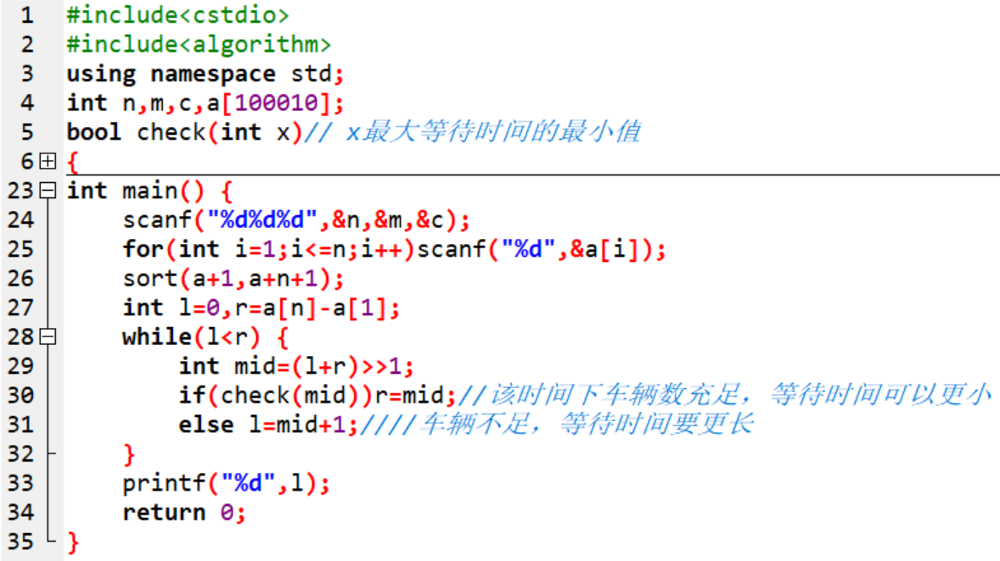 1 #include<cstdio>
2 #include<algorithm>
3 using namespace std;
4 int n,m,c,a[100010];
5 bool check(int x)// x最大等待时间的最小值
6 {
23 int main() {
24 scanf("%d%d%d",&n,&m,&c);
25 for(int i=1;i<=n;i++)scanf("%d",&a[i]);
26 sort(a+1,a+n+1);
27 int l=0,r=a[n]-a[1];
28 while(l<r) {
29 int mid=(l+r)>>1;
30 if(check(mid))r=mid;//该时间下车辆数充足，等待时间可以更小
31 else l=mid+1;////车辆不足，等待时间要更长
32 }
33 printf("%d",l);
34 return 0;
35 }